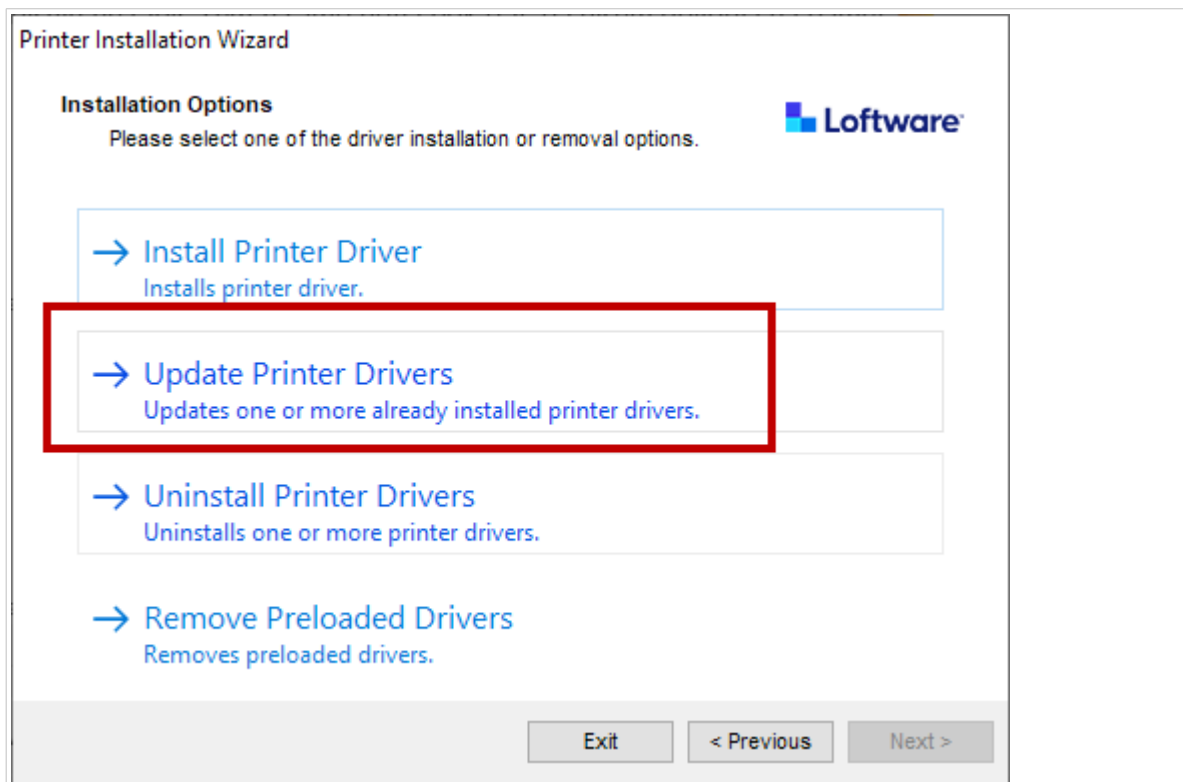 Printer Installation Wizard
Installation Options
Please select one of the driver installation or removal options.
Loftware
→ Install Printer Driver
Installs printer driver.
→ Update Printer Drivers
Updates one or more already installed printer drivers.
→ Uninstall Printer Drivers
Uninstalls one or more printer drivers.
→ Remove Preloaded Drivers
Removes preloaded drivers.
Exit
< Previous
Next >